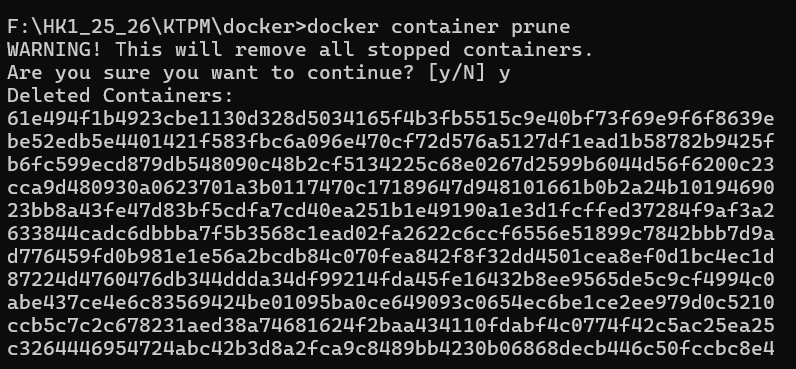 F:\HK1_25_26\KTPM\docker>docker container prune
WARNING! This will remove all stopped containers.
Are you sure you want to continue? [y/N] y
Deleted Containers:
61e494f1b4923cbe1130d328d5034165f4b3fb5515c9e40bf73f69e9f6f8639e
be52edb5e4401421f583fbc6a096e470cf72d576a5127df1ead1b58782b9425f
b6fc599ecd879db548090c48b2cf5134225c68e0267d2599b6044d56f6200c23
cca9d480930a0623701a3b0117470c17189647d948101661b0b2a24b10194690
23bb8a43fe47d83bf5cdfa7cd40ea251b1e49190a1e3d1fcffed37284f9af3a2
633844cadc6dbbba7f5b3568c1ead02fa2622c6ccf6556e51899c7842bbb7d9a
d776459fd0b981e1e56a2bcdb84c070fea842f8f32dd4501cea8ef0d1bc4ec1d
87224d4760476db344ddda34df99214fda45fe16432b8ee9565de5c9cf4994c0
abe437ce4e6c83569424be01095ba0ce649093c0654ec6be1ce2ee979d0c5210
ccb5c7c2c678231aed38a74681624f2baa434110fdabf4c0774f42c5ac25ea25
c3264446954724abc42b3d8a2fca9c8489bb4230b06868decb446c50fccbc8e4